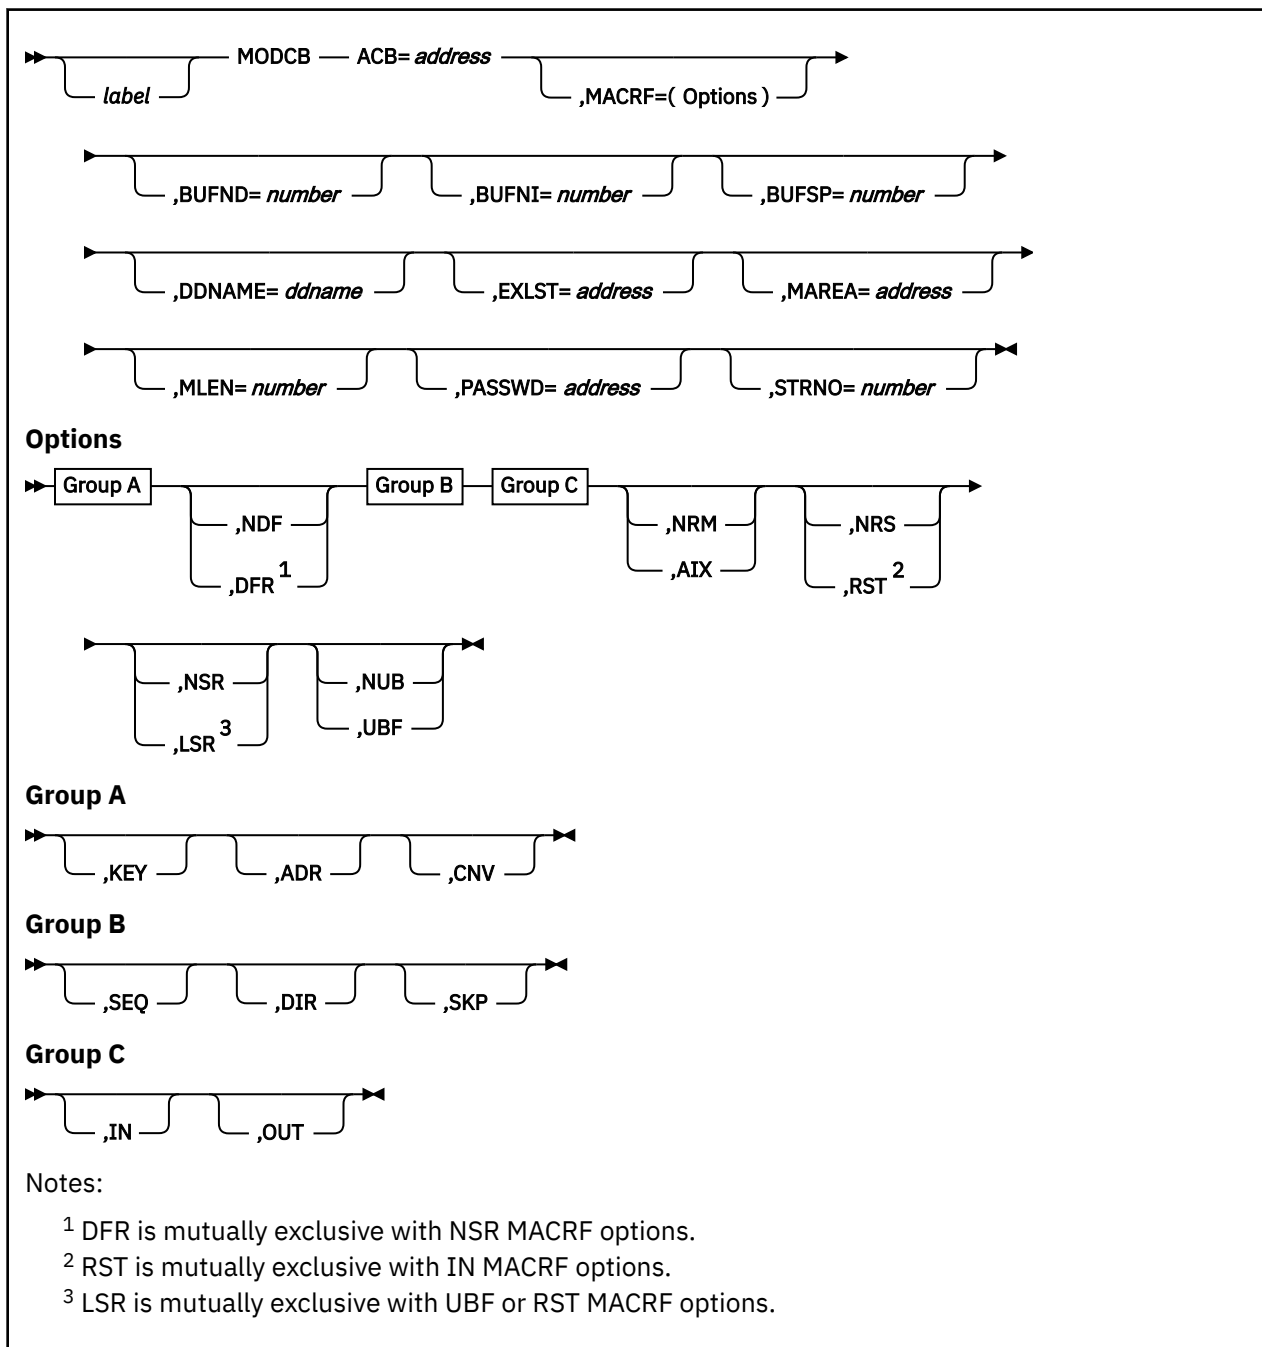 MODCB ACB= address
label ,MACRF=( Options )
,BUFND= number ,BUFNI= number ,BUFSP= number
,DDNAME= ddname ,EXLST= address ,MAREA= address
,MLEN= number ,PASSWD= address ,STRNO= number
Options
Group A Group B Group C
,NDF ,NRM ,NRS
,DFR 1 ,AIX ,RST 2
,NSR ,NUB
,LSR 3 ,UBF
Group A
,KEY ,ADR ,CNV
Group B
,SEQ ,DIR ,SKP
Group C
,IN ,OUT
Notes:
1 DFR is mutually exclusive with NSR MACRF options.
2 RST is mutually exclusive with IN MACRF options.
3 LSR is mutually exclusive with UBF or RST MACRF options.